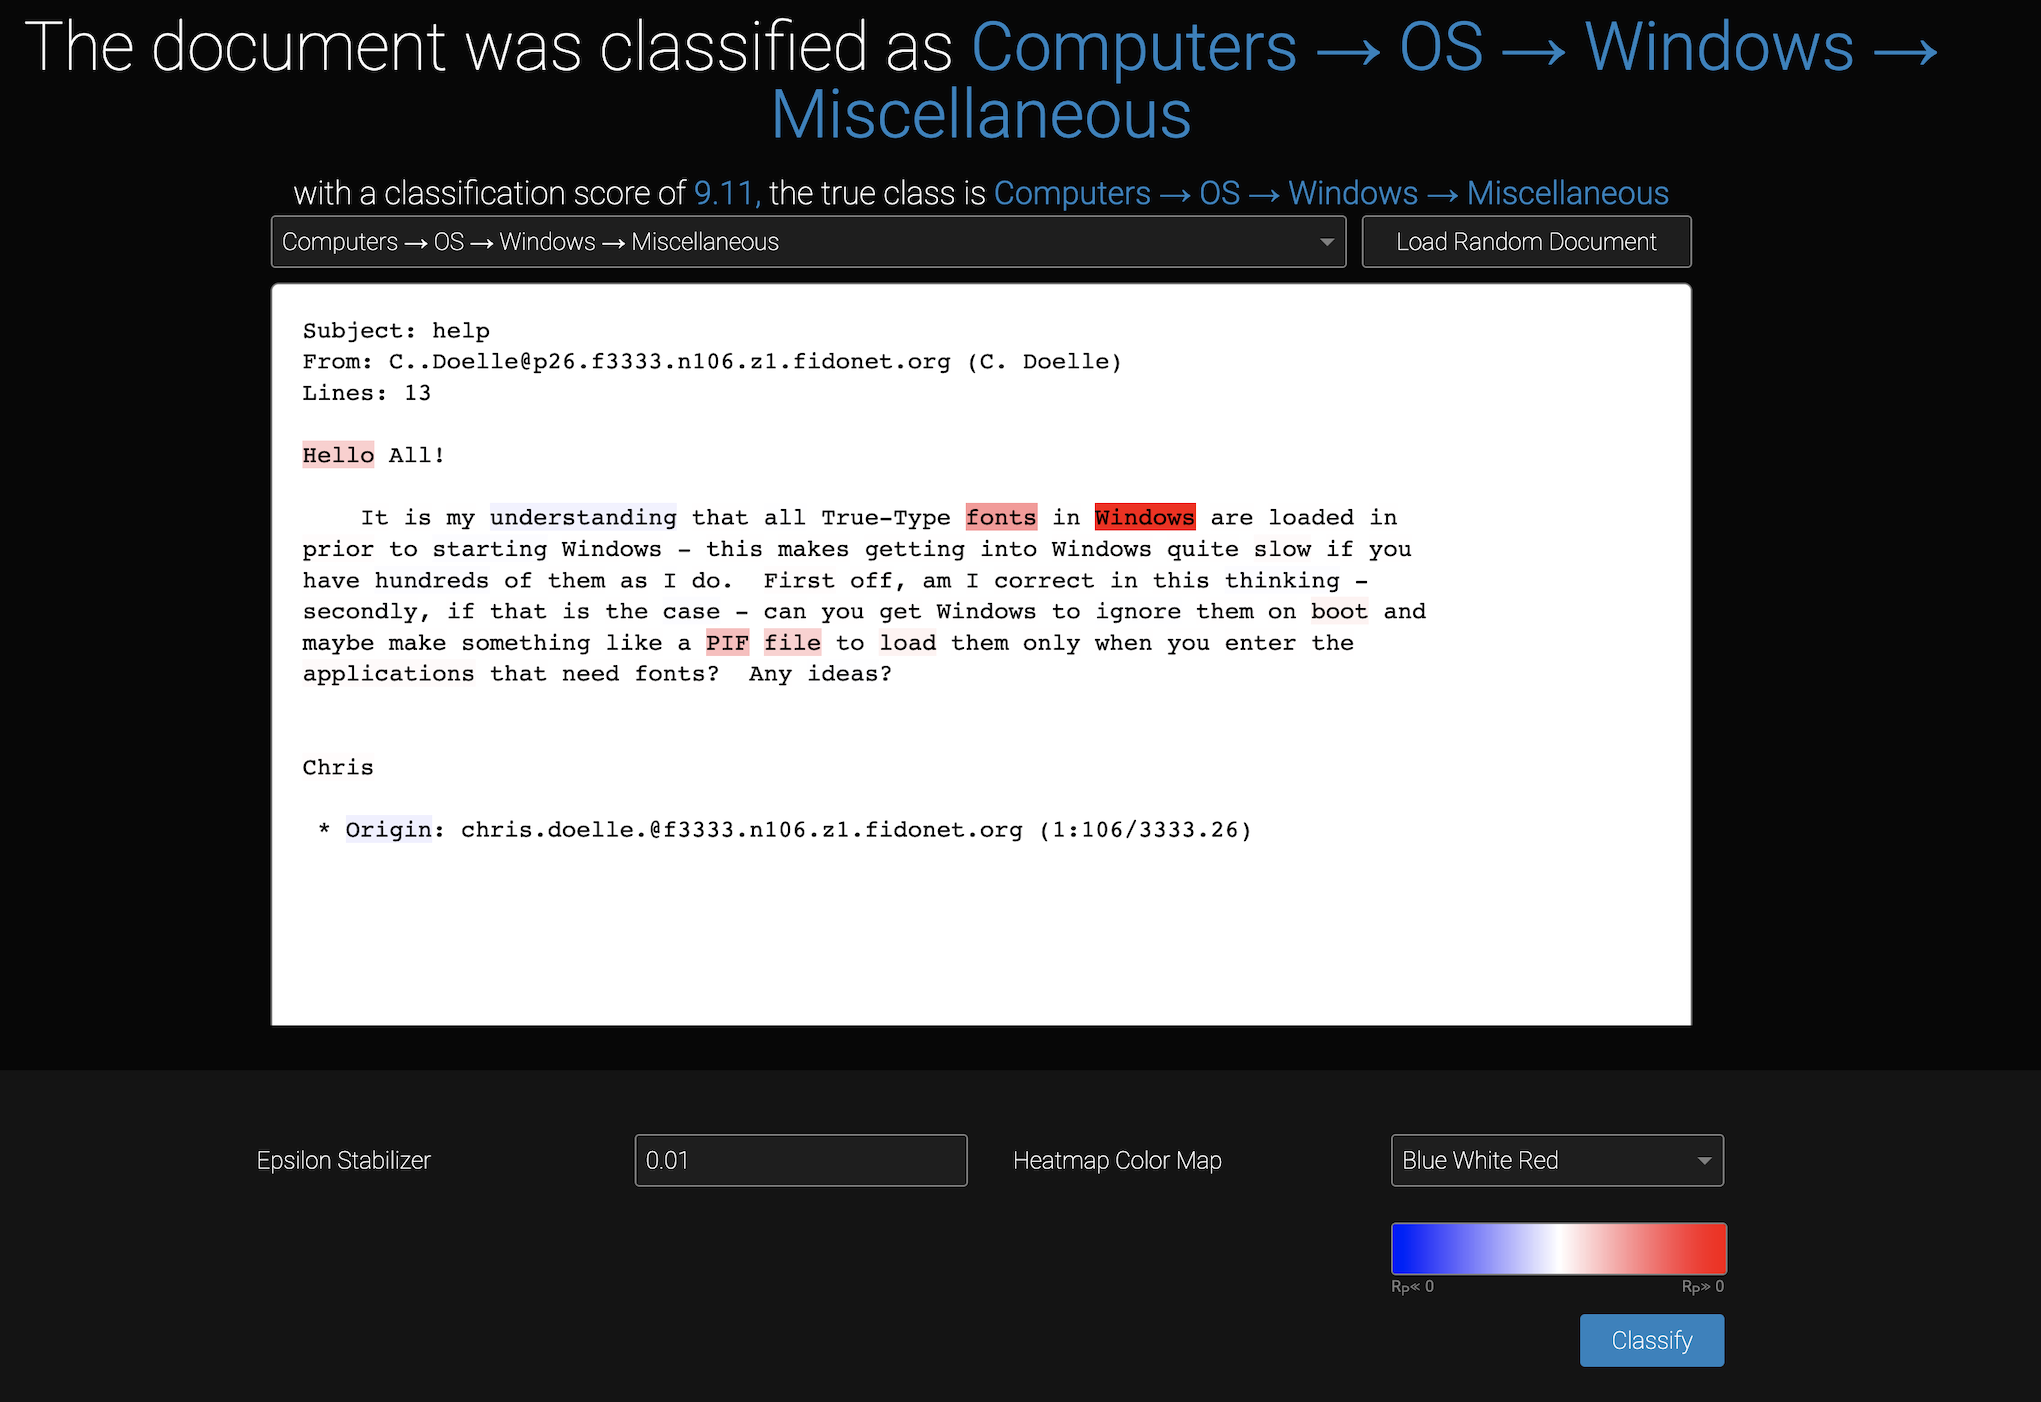 The document was classified as Computers → OS → Windows →
Miscellaneous
with a classification score of 9.11, the true class is Computers → OS → Windows → Miscellaneous
Computers → OS → Windows → Miscellaneous
Load Random Document
Subject: help
From: C..Doelle@p26.f3333.n106.z1.fidonet.org (C. Doelle)
Lines: 13
Hello All!
It is my understanding that all True-Type fonts in Windows are loaded in
prior to starting Windows - this makes getting into Windows quite slow if you
have hundreds of them as I do.  First off, am I correct in this thinking -
secondly, if that is the case - can you get Windows to ignore them on boot and
maybe make something like a PIF file to load them only when you enter the
applications that need fonts?  Any ideas?
Chris
* Origin: chris.doelle.@f3333.n106.z1.fidonet.org (1:106/3333.26)
Epsilon Stabilizer
0.01
Heatmap Color Map
Blue White Red
Rp≪ 0
Rp≫ 0
Classify